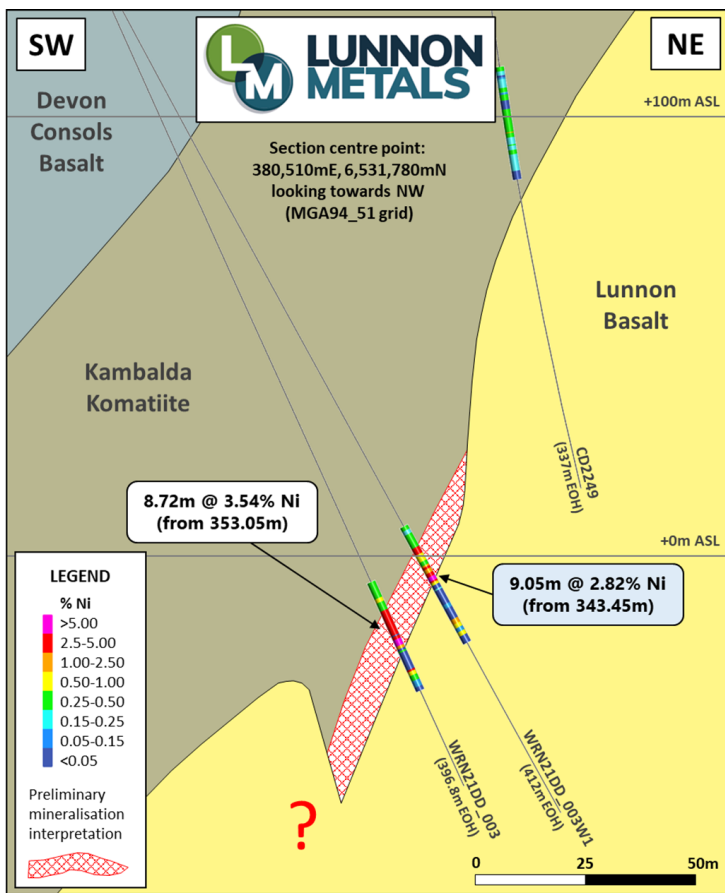 SW
LM
LUNNON
METALS
NE
Devon
Consols
Basalt
+100m ASL
Section centre point:
380,510mE, 6,531,780mN
looking towards NW
(MGA94_51 grid)
Lunnon
Basalt
Kambalda
Komatiite
CD2249
(337m EOH)
8.72m @ 3.54% Ni
(from 353.05m)
+0m ASL
9.05m @ 2.82% Ni
(from 343.45m)
LEGEND
% Ni
>5.00
2.5-5.00
1.00-2.50
0.50-1.00
0.25-0.50
0.15-0.25
0.05-0.15
<0.05
Preliminary
mineralisation
interpretation
WRN21DD_003
(396.8m EOH)
WRN21DD_003W1
(412m EOH)
?
0 25 50m